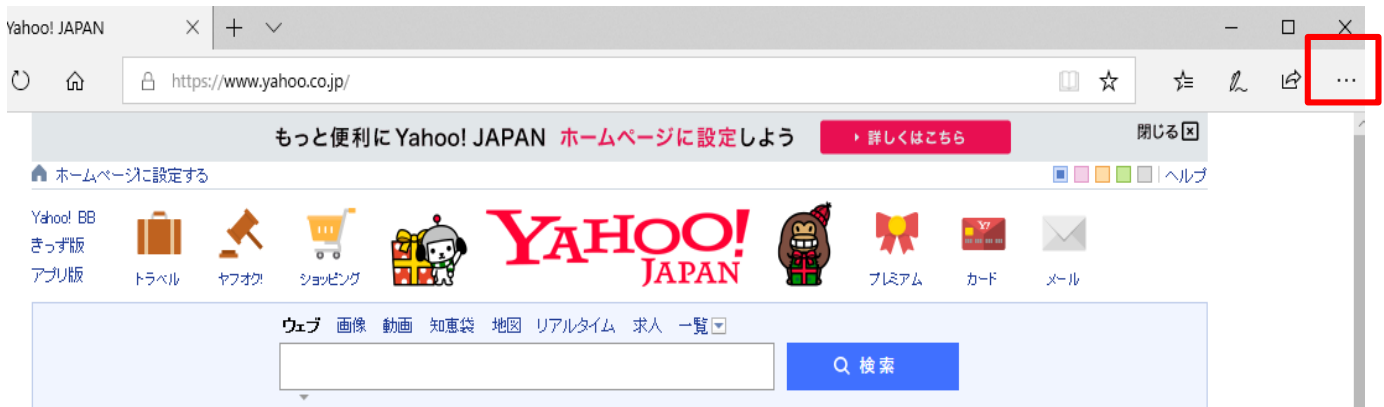 Yahoo! JAPAN
https://www.yahoo.co.jp/
もっと便利に Yahoo! JAPAN ホームページに設定しよう 詳しくはこちら 閉じる
ホームページに設定する ヘルプ
Yahoo! BB
きっず版
アプリ版
トラベル ヤフオク! ショッピング
YAHOO!
JAPAN
Y!
プレミアム カード メール
ウェブ 画像 動画 知恵袋 地図 リアルタイム 求人 一覧
検索